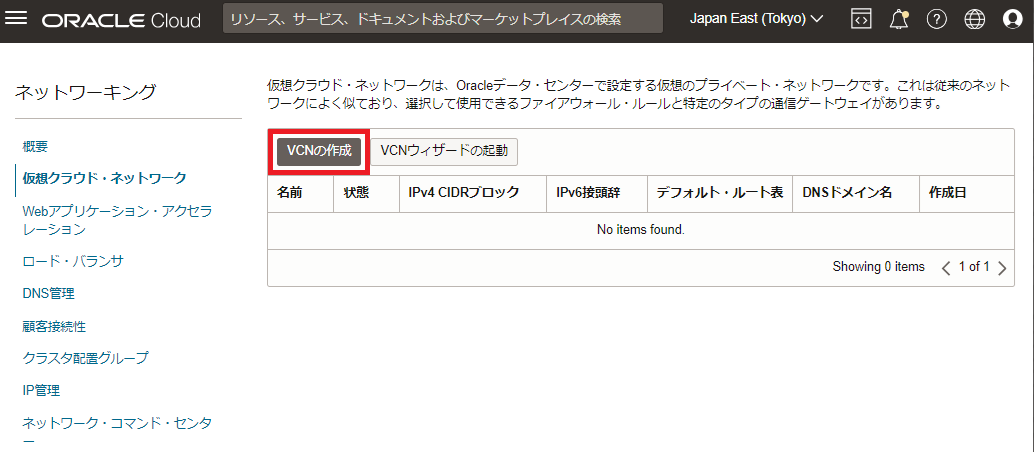 ORACLE Cloud
リソース、サービス、ドキュメントおよびマーケットプレイスの検索
Japan East (Tokyo)
ネットワーキング
概要
仮想クラウド・ネットワーク
Webアプリケーション・アクセラ
レーション
ロード・バランサ
DNS管理
顧客接続性
クラスタ配置グループ
IP管理
ネットワーク・コマンド・センタ
ー
仮想クラウド・ネットワークは、Oracleデータ・センターで設定する仮想のプライベート・ネットワークです。これは従来のネット
ワークによく似ており、選択して使用できるファイアウォール・ルールと特定のタイプの通信ゲートウェイがあります。
VCNの作成
VCNウィザードの起動
名前 状態 IPv4 CIDRブロック IPv6接頭辞 デフォルト・ルート表 DNSドメイン名 作成日
No items found.
Showing 0 items 1 of 1